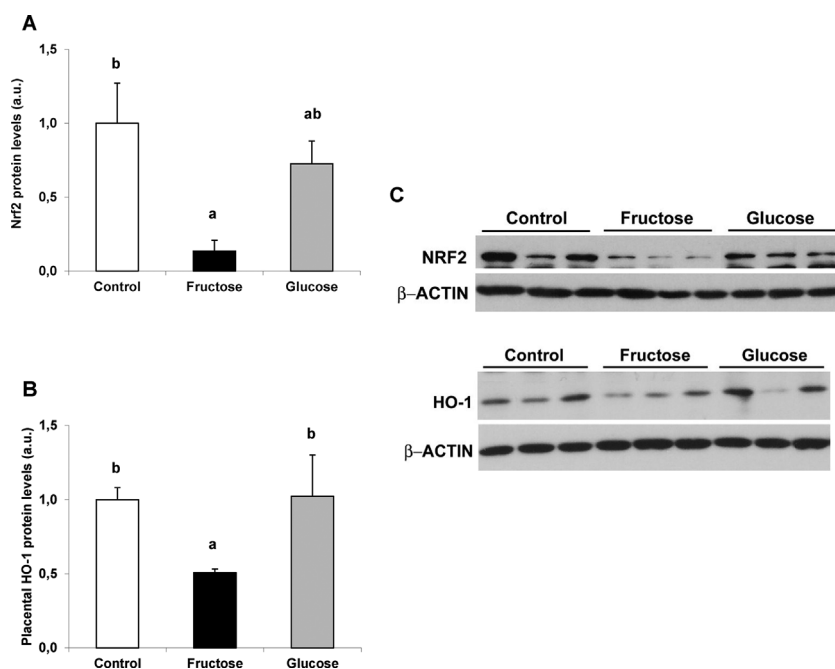 A
Nrf2 protein levels (a.u.)
1,5
1,0
0,5
0,0
b
a
ab
Control Fructose Glucose
B
Placental HO-1 protein levels (a.u.)
1,5
1,0
0,5
0,0
b
a
b
Control Fructose Glucose
C
Control Fructose Glucose
NRF2
β–ACTIN
Control Fructose Glucose
HO-1
β–ACTIN